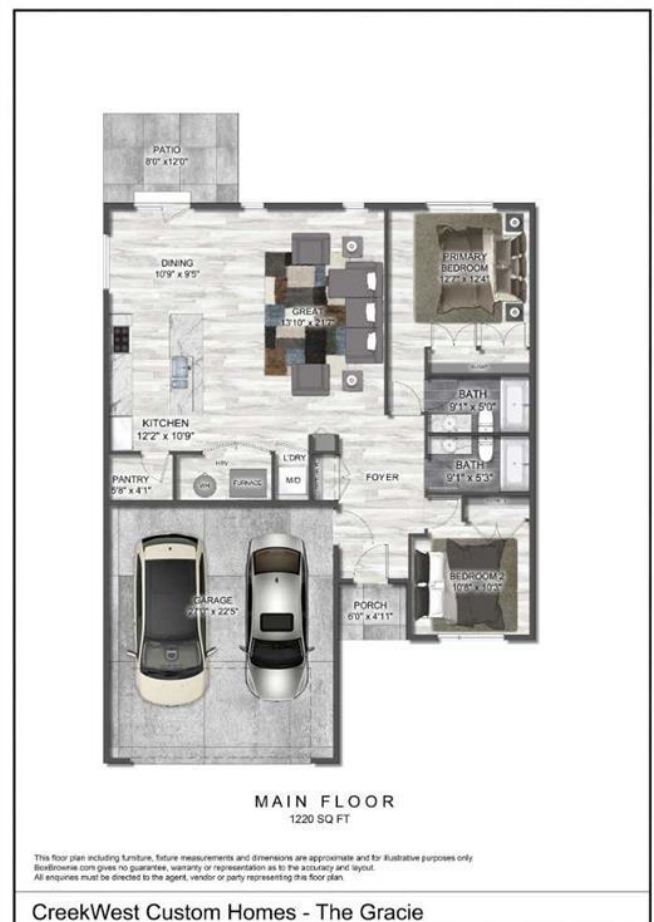 PATIO
8'0" x12'0"
DINING
10'9" x 9'5"
PRIMARY
BEDROOM
12'7" x 12'4"
GREAT
13'10" x 21'2"
CLOSET
BATH
9'1" x 5'0"
KITCHEN
12'2" x 10'9"
BATH
9'1" x 5'3"
L'DRY
W/D
HRV
WH
FURNACE
FOYER
PANTRY
5'8" x 4'1"
BEDROOM 2
10'8" x 10'3"
GARAGE
22'5"
PORCH
6'0" x 4'11"
MAIN FLOOR
1220 SQ FT
This floor plan including furniture, fixture measurements and dimensions are approximate and for illustrative purposes only.
BoxBrownie.com gives no guarantee, warranty or representation as to the accuracy and layout.
All enquiries must be directed to the agent, vendor or party representing this floor plan.
CreekWest Custom Homes - The Gracie